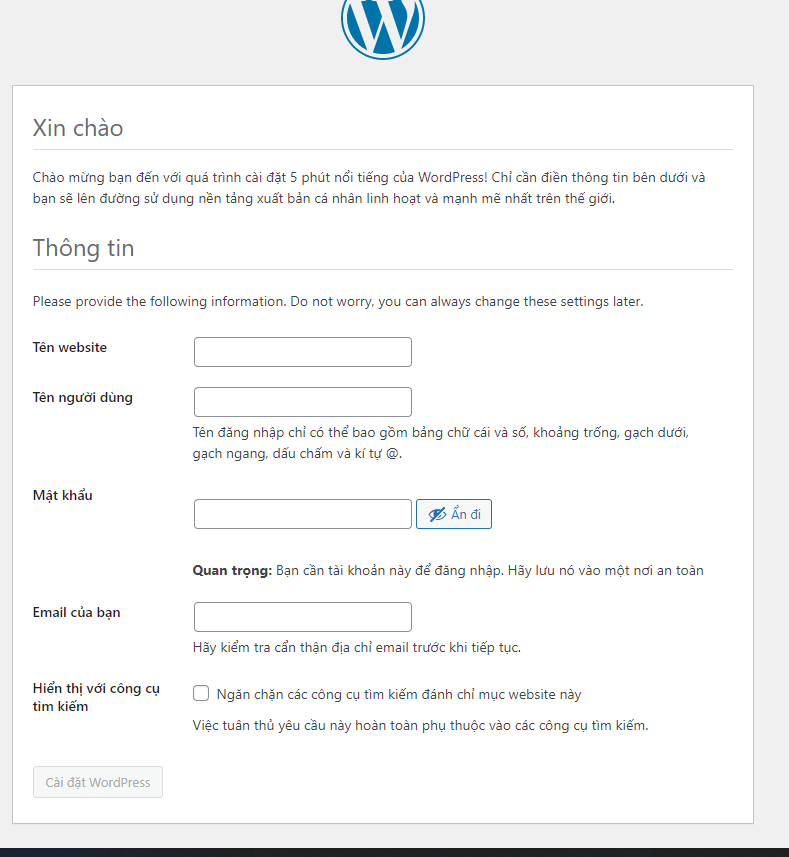 Xin chào
Chào mừng bạn đến với quá trình cài đặt 5 phút nổi tiếng của WordPress! Chỉ cần điền thông tin bên dưới và
bạn sẽ lên đường sử dụng nền tảng xuất bản cá nhân linh hoạt và mạnh mẽ nhất trên thế giới.
Thông tin
Please provide the following information. Do not worry, you can always change these settings later.
Tên website
Tên người dùng
Tên đăng nhập chỉ có thể bao gồm bảng chữ cái và số, khoảng trống, gạch dưới,
gạch ngang, dấu chấm và kí tự @.
Mật khẩu
Ẩn đi
Quan trọng: Bạn cần tài khoản này để đăng nhập. Hãy lưu nó vào một nơi an toàn
Email của bạn
Hãy kiểm tra cẩn thận địa chỉ email trước khi tiếp tục.
Hiển thị với công cụ
tìm kiếm
Ngăn chặn các công cụ tìm kiếm đánh chỉ mục website này
Việc tuân thủ yêu cầu này hoàn toàn phụ thuộc vào các công cụ tìm kiếm.
Cài đặt WordPress